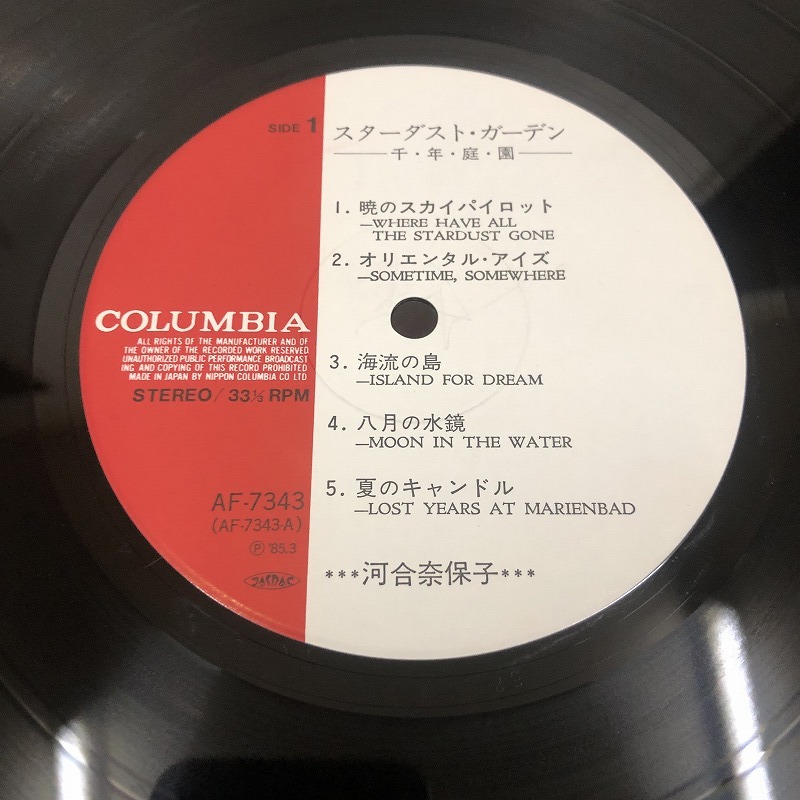 SIDE 1
スターダスト・ガーデン
千・年・庭・園
1. 暁のスカイパイロット
—WHERE HAVE ALL
THE STARDUST GONE
2. オリエンタル・アイズ
—SOMETIME, SOMEWHERE
3. 海流の島
—ISLAND FOR DREAM
4. 八月の水鏡
—MOON IN THE WATER
5. 夏のキャンドル
—LOST YEARS AT MARIENBAD
***河合奈保子***
COLUMBIA
ALL RIGHTS OF THE MANUFACTURER AND OF
THE OWNER OF THE RECORDED WORK RESERVED
UNAUTHORIZED PUBLIC PERFORMANCE BROADCAST
ING AND COPYING OF THIS RECORD PROHIBITED
MADE IN JAPAN BY NIPPON COLUMBIA CO LTD
STEREO/33⅓ RPM
AF-7343
(AF-7343-A)
Ⓟ '85.3
JASRAC